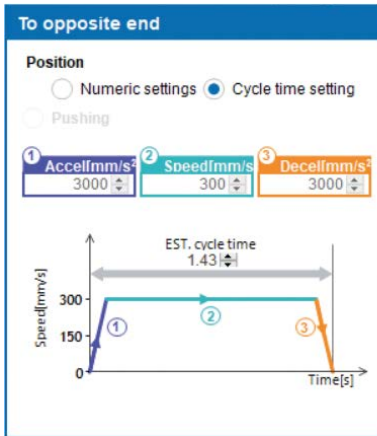 To opposite end
Position
Numeric settings Cycle time setting
Pushing
1 Accel[mm/s²] 2 Speed[mm/s 3 Decel[mm/s²]
3000 300 3000
EST. cycle time
1.43
Speed[mm/s]
300
150
0
1 2 3
Time[s]